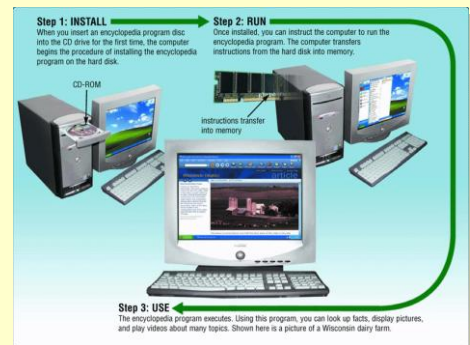 Step 1: INSTALL
When you insert an encyclopedia program disc
into the CD drive for the first time, the computer
begins the procedure of installing the encyclopedia
program on the hard disk.
CD-ROM
Step 2: RUN
Once installed, you can instruct the computer to run the
encyclopedia program. The computer transfers
instructions from the hard disk into memory.
instructions transfer
into memory
article
Step 3: USE
The encyclopedia program executes. Using this program, you can look up facts, display pictures,
and play videos about many topics. Shown here is a picture of a Wisconsin dairy farm.